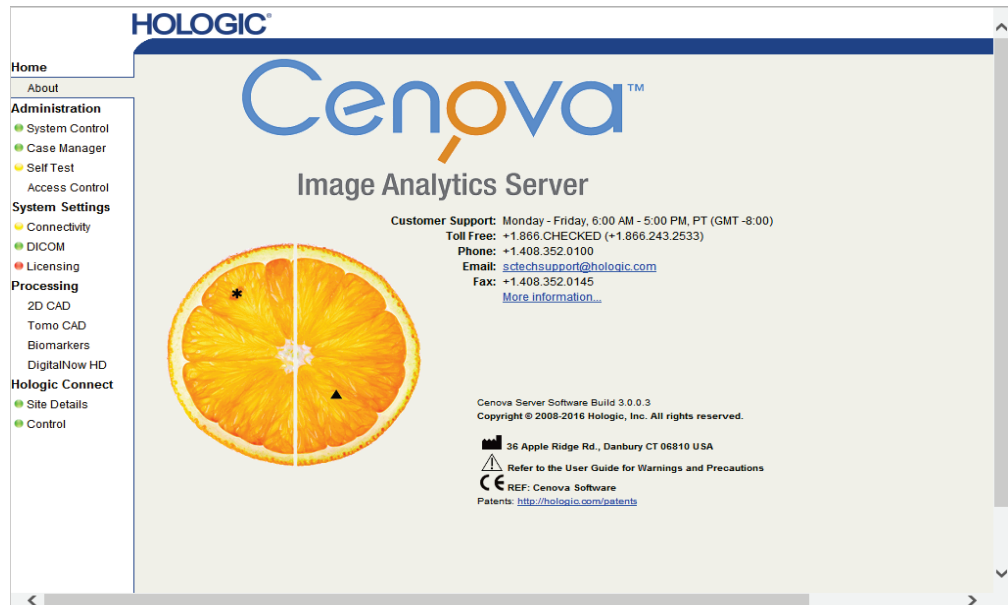 HOLOGIC®
Home
About
Administration
System Control
Case Manager
Self Test
Access Control
System Settings
Connectivity
DICOM
Licensing
Processing
2D CAD
Tomo CAD
Biomarkers
DigitalNow HD
Hologic Connect
Site Details
Control
Cenova™
Image Analytics Server
Customer Support: Monday - Friday, 6:00 AM - 5:00 PM, PT (GMT -8:00)
Toll Free: +1.866.CHECKED (+1.866.243.2533)
Phone: +1.408.352.0100
Email: sctechsupport@hologic.com
Fax: +1.408.352.0145
More information...
Cenova Server Software Build 3.0.0.3
Copyright © 2008-2016 Hologic, Inc. All rights reserved.
36 Apple Ridge Rd., Danbury CT 06810 USA
Refer to the User Guide for Warnings and Precautions
CE REF: Cenova Software
Patents: http://hologic.com/patents